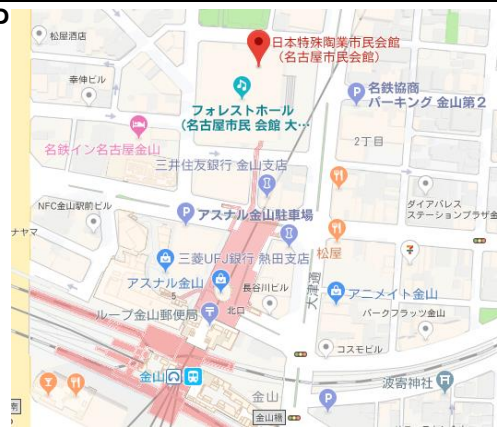 松屋酒店
日本特殊陶業市民会館
(名古屋市民会館)
幸伸ビル
フォレストホール
(名古屋市民 会館 大…
名鉄協商
パーキング 金山第2
名鉄イン名古屋金山
2丁目
三井住友銀行 金山支店
NFC金山駅前ビル
アスナル金山駐車場
ダイアパレス
ステーションプラザ金
ナヤマ
三菱UFJ銀行 熱田支店
松屋
アスナル金山
5
長谷川ビル
大津通
アニメイト金山
ループ金山郵便局
北口
パークフラッツ金山
コスモビル
金山
金山
波寄神社
南
金山橋